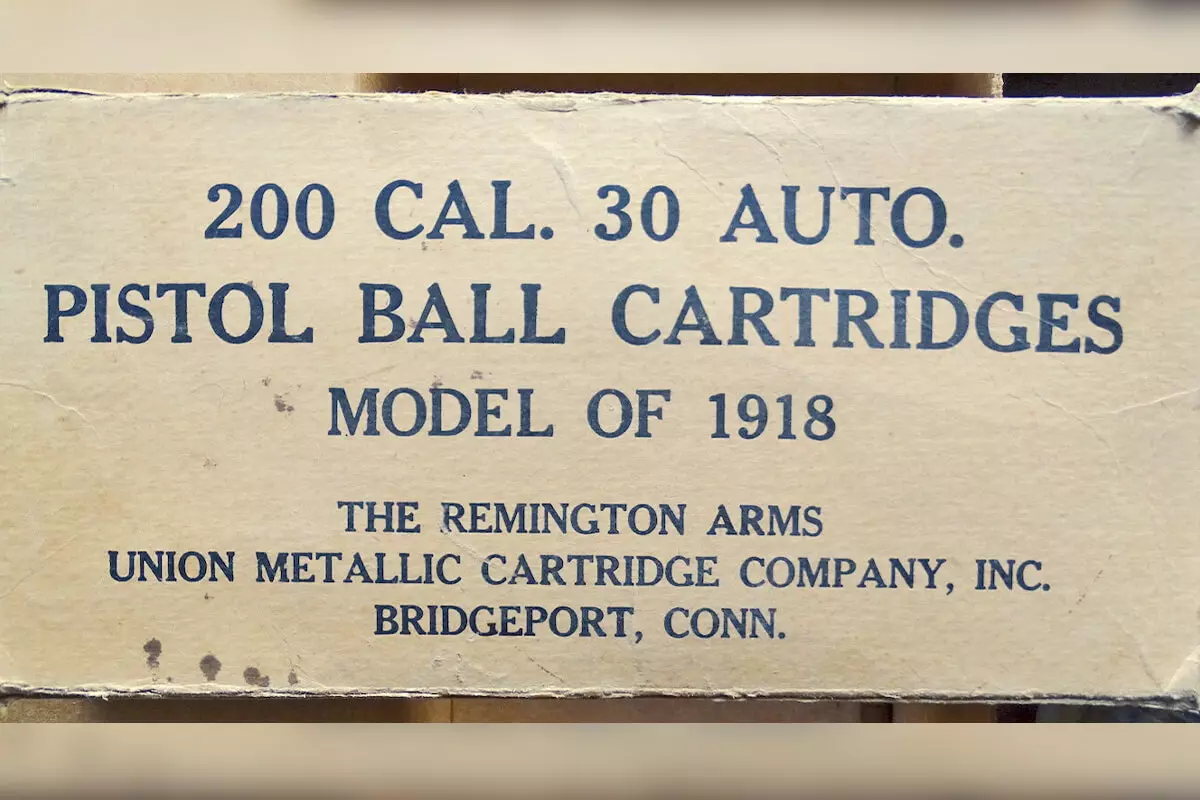 200 CAL. 30 AUTO.
PISTOL BALL CARTRIDGES
MODEL OF 1918
THE REMINGTON ARMS
UNION METALLIC CARTRIDGE COMPANY, INC.
BRIDGEPORT, CONN.